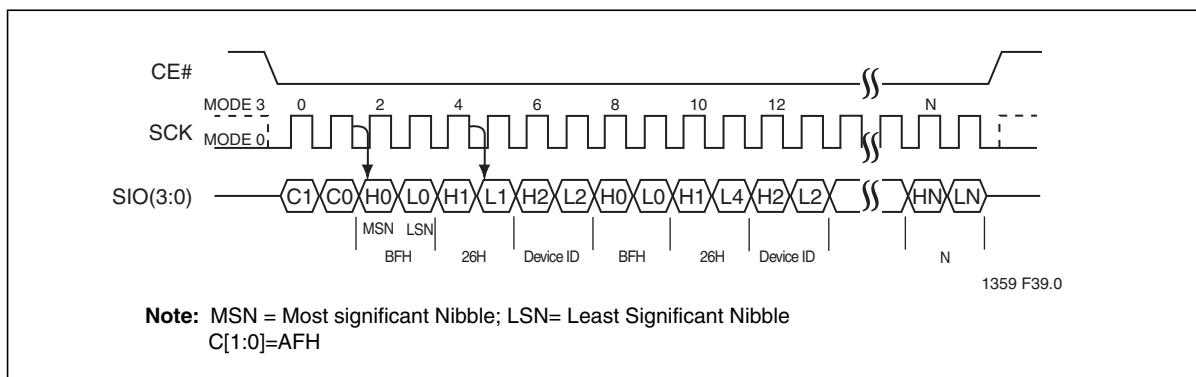 CE#
MODE 3 0 2 4 6 8 10 12 N
SCK MODE 0
SIO(3:0) C1 C0 H0 L0 H1 L1 H2 L2 H0 L0 H1 L4 H2 L2 HN LN
MSN LSN
BFH 26H Device ID BFH 26H Device ID N
1359 F39.0
Note: MSN = Most significant Nibble; LSN= Least Significant Nibble
C[1:0]=AFH